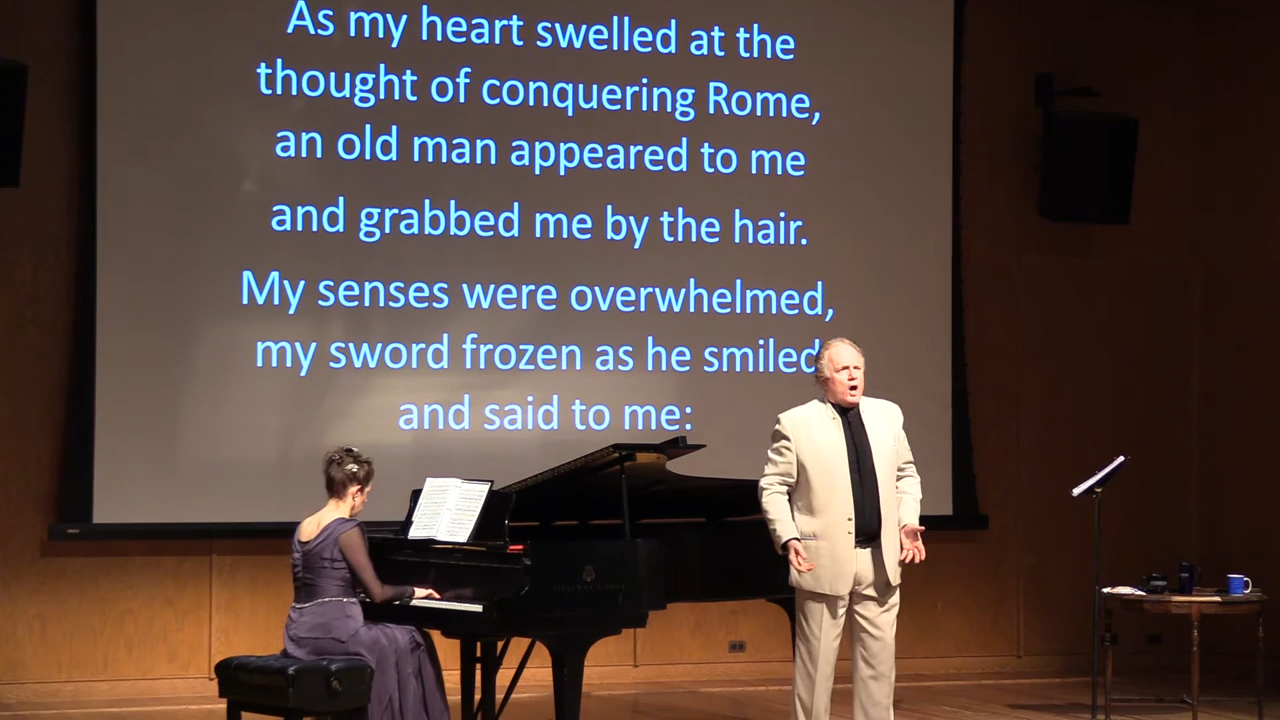 As my heart swelled at the
thought of conquering Rome,
an old man appeared to me
and grabbed me by the hair.
My senses were overwhelmed,
my sword frozen as he smiled
and said to me: